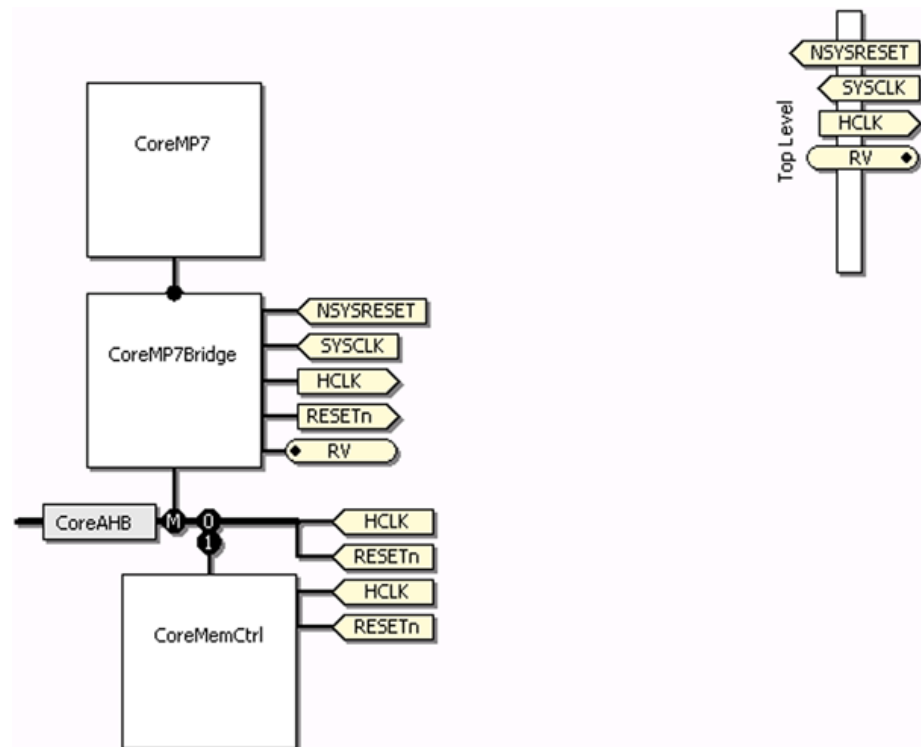 NSYSRESET
SYSCLK
HCLK
RV
Top Level
CoreMP7
CoreMP7Bridge
NSYSRESET
SYSCLK
HCLK
RESETn
RV
CoreAHB
M
0
1
HCLK
RESETn
CoreMemCtrl
HCLK
RESETn